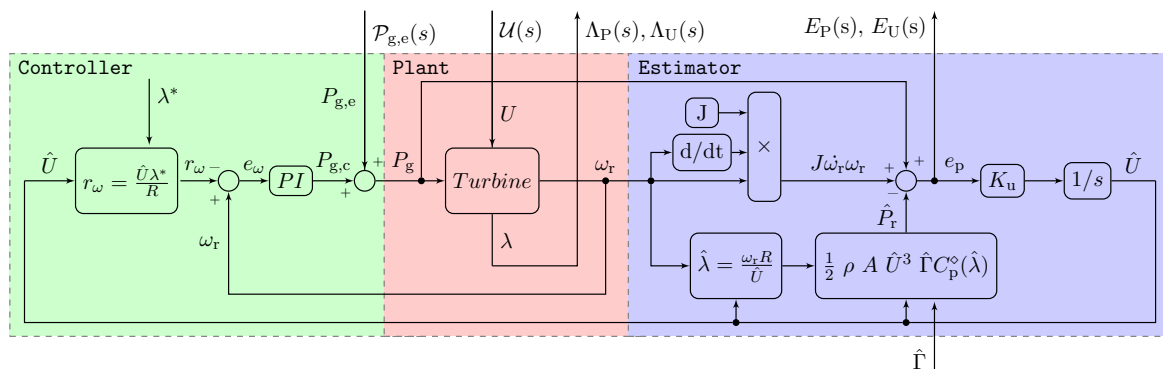 𝒫g,e(s) 𝒰(s) ΛP(s), ΛU(s) EP(s), EU(s)
Controller Plant Estimator
λ* Pg,e U J
Û rω = Ûλ*/R rω − + eω PI Pg,c + + Pg Turbine ωr d/dt × Jω̇rωr + − ep Ku 1/s Û
ωr λ P̂r
λ̂ = ωrR/Û ½ ρ A Û³ Γ̂Cp⋄(λ̂)
Γ̂